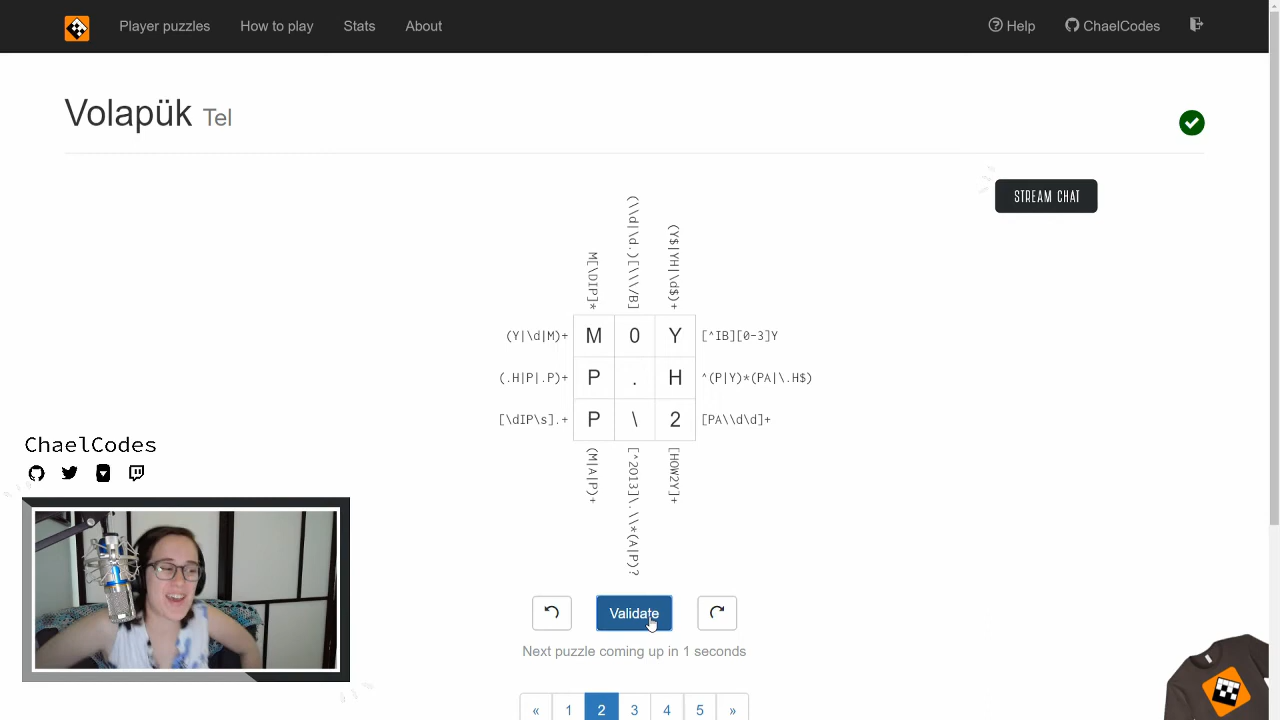 Player puzzles How to play Stats About Help ChaelCodes
Volapük Tel
STREAM CHAT
M[\DIP]*
(\\d|\d.)[\\\/B]
(Y$|YH|\d$)+
(Y|\d|M)+ M 0 Y [^IB][0-3]Y
(.H|P|.P)+ P . H ^(P|Y)*(PA|\.H$)
[\dIP\s].+ P \ 2 [PA\\d\d]+
(M|A|P)+
[^2013]\.\\*(A|P)?
[HOW2Y]+
ChaelCodes
Validate
Next puzzle coming up in 1 seconds
« 1 2 3 4 5 »